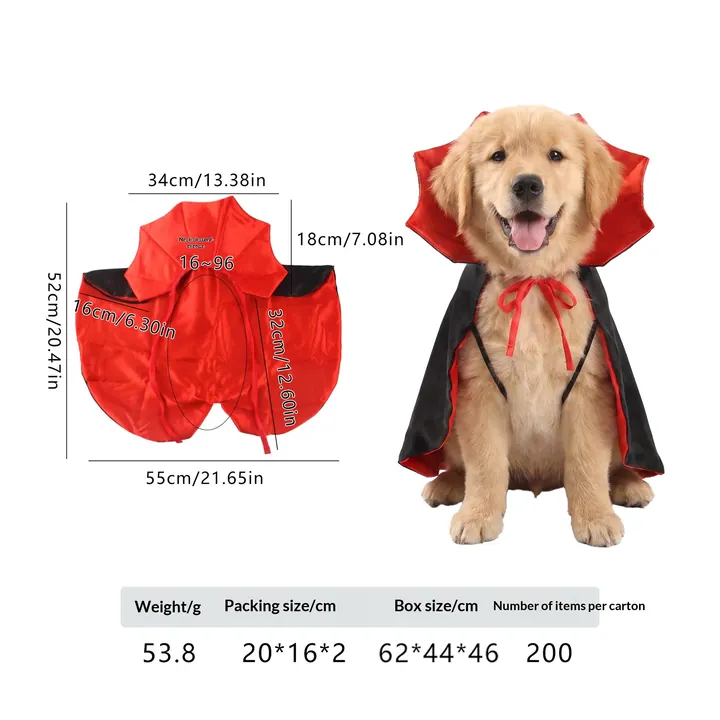 34cm/13.38in
18cm/7.08in
16~96
16cm/6.30in
52cm/20.47in
32cm/12.60in
55cm/21.65in
Weight/g Packing size/cm Box size/cm Number of items per carton
53.8 20*16*2 62*44*46 200